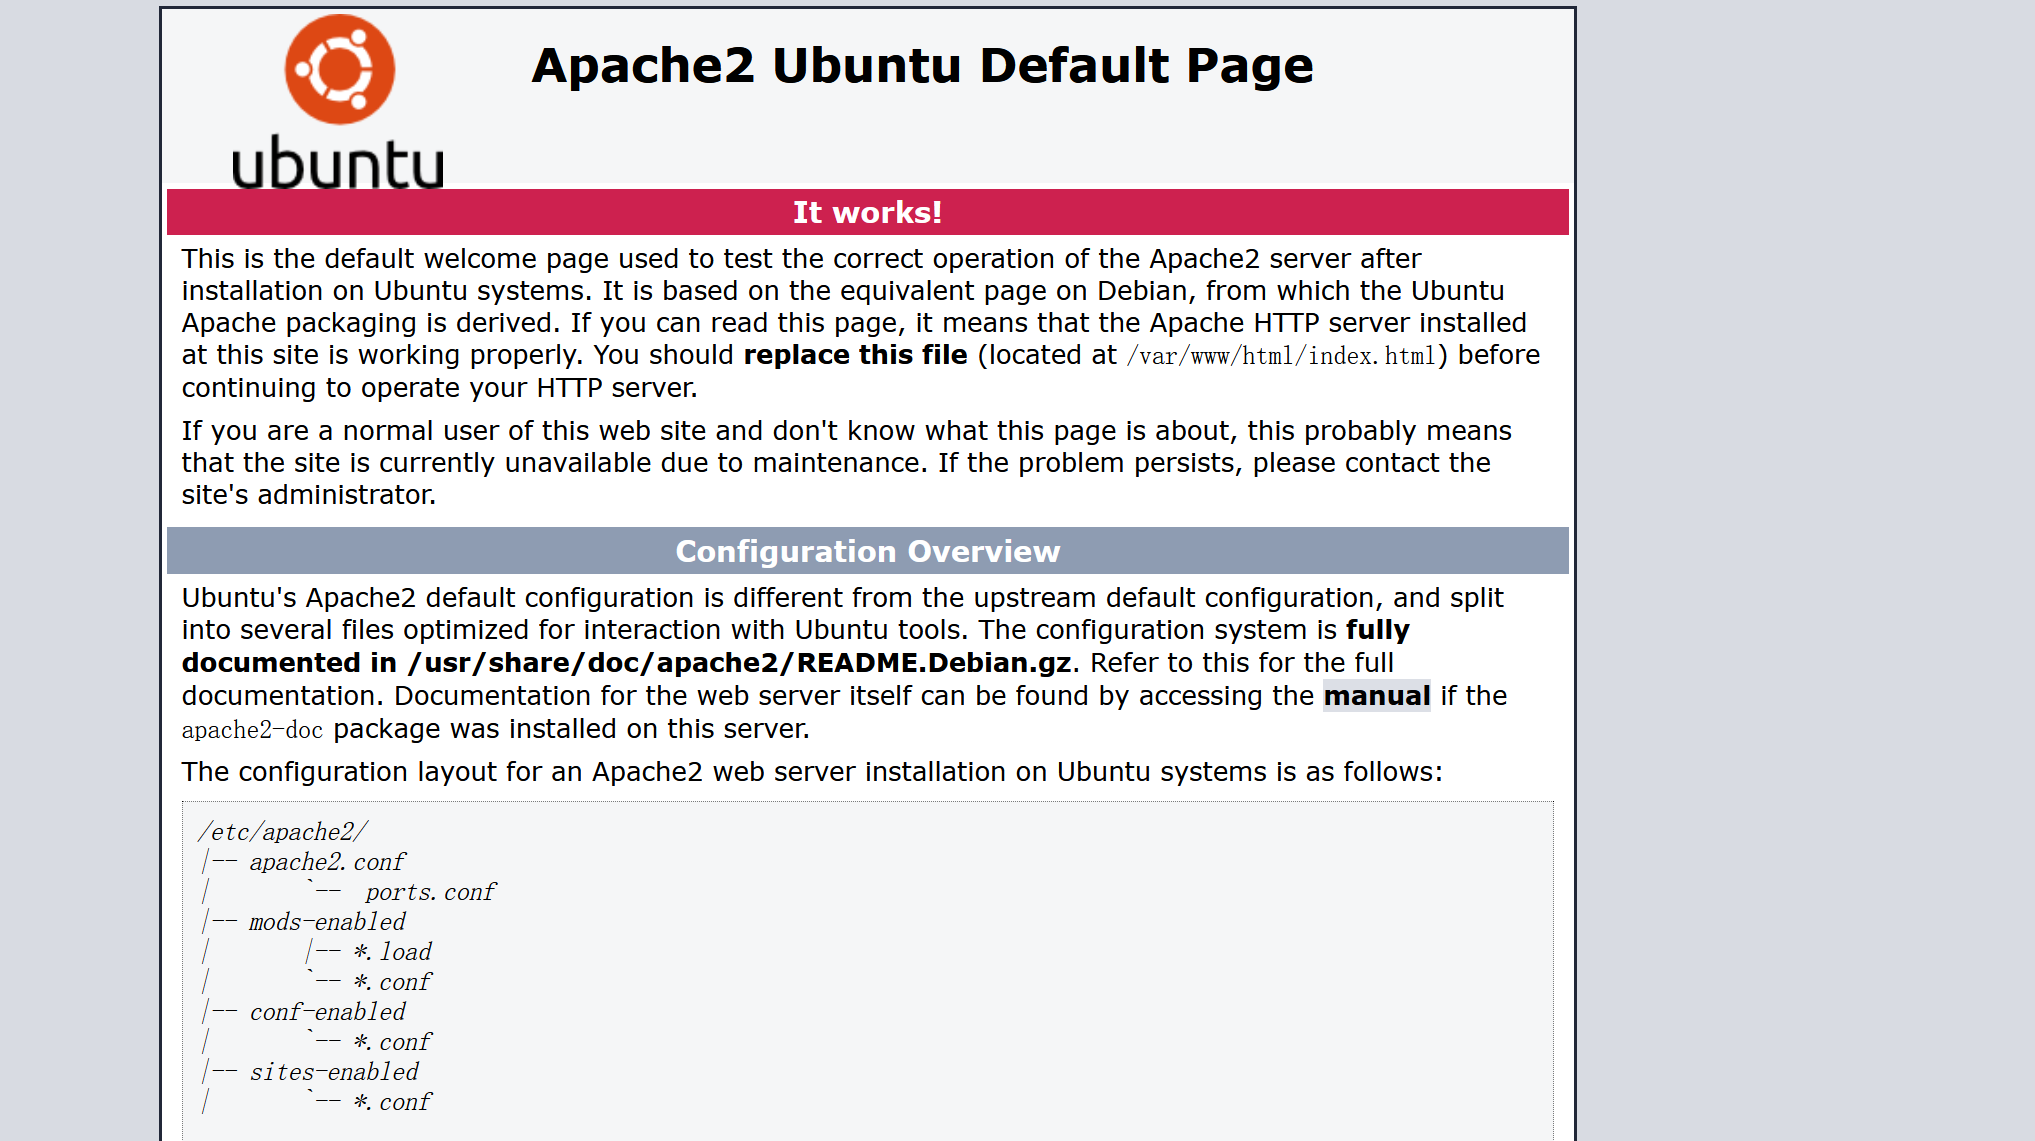 ubuntu
Apache2 Ubuntu Default Page
It works!
This is the default welcome page used to test the correct operation of the Apache2 server after
installation on Ubuntu systems. It is based on the equivalent page on Debian, from which the Ubuntu
Apache packaging is derived. If you can read this page, it means that the Apache HTTP server installed
at this site is working properly. You should replace this file (located at /var/www/html/index.html) before
continuing to operate your HTTP server.
If you are a normal user of this web site and don't know what this page is about, this probably means
that the site is currently unavailable due to maintenance. If the problem persists, please contact the
site's administrator.
Configuration Overview
Ubuntu's Apache2 default configuration is different from the upstream default configuration, and split
into several files optimized for interaction with Ubuntu tools. The configuration system is fully
documented in /usr/share/doc/apache2/README.Debian.gz. Refer to this for the full
documentation. Documentation for the web server itself can be found by accessing the manual if the
apache2-doc package was installed on this server.
The configuration layout for an Apache2 web server installation on Ubuntu systems is as follows:
/etc/apache2/
|-- apache2.conf
|       `--  ports.conf
|-- mods-enabled
|       |-- *.load
|       `-- *.conf
|-- conf-enabled
|       `-- *.conf
|-- sites-enabled
|       `-- *.conf